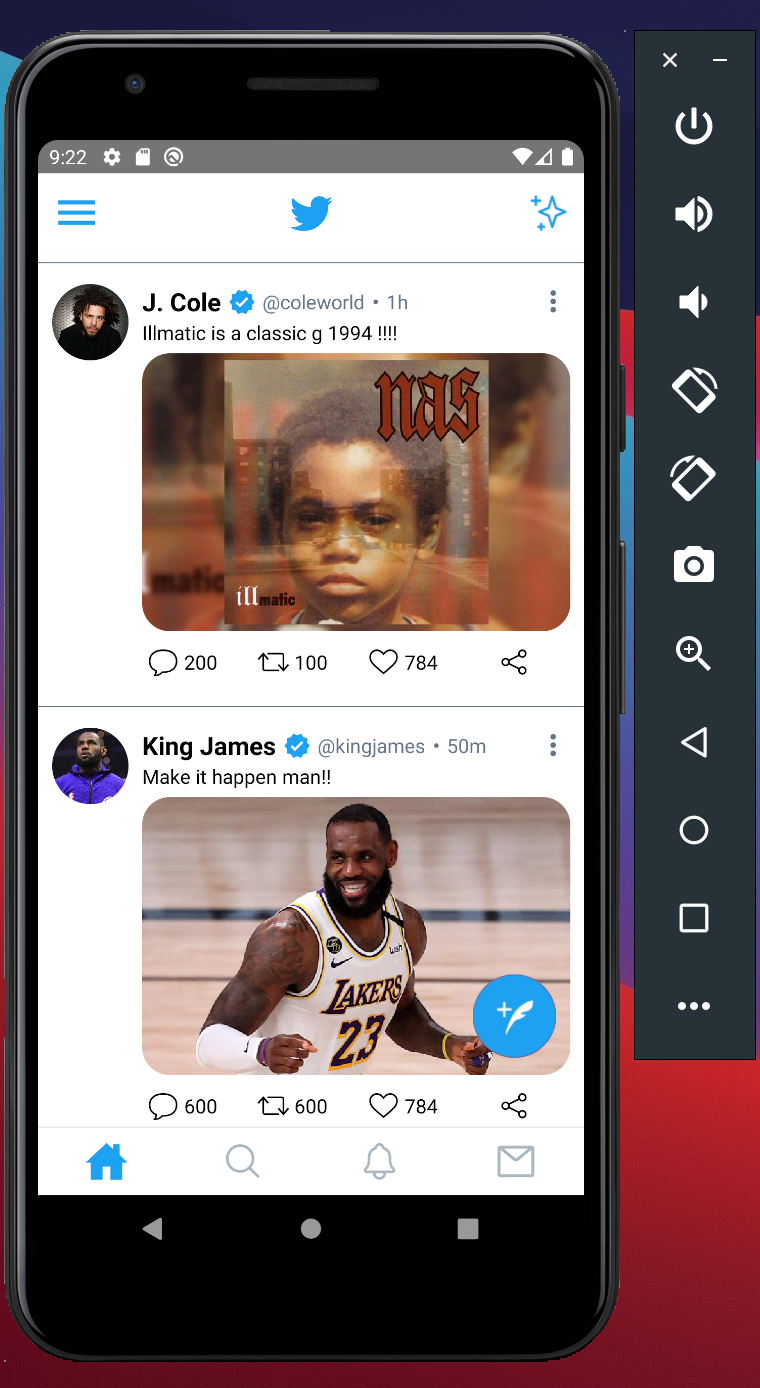 9:22
J. Cole @coleworld • 1h
Illmatic is a classic g 1994 !!!!
nas
matic
illmatic
200 100 784
King James @kingjames • 50m
Make it happen man!!
wish
LAKERS
23
600 600 784